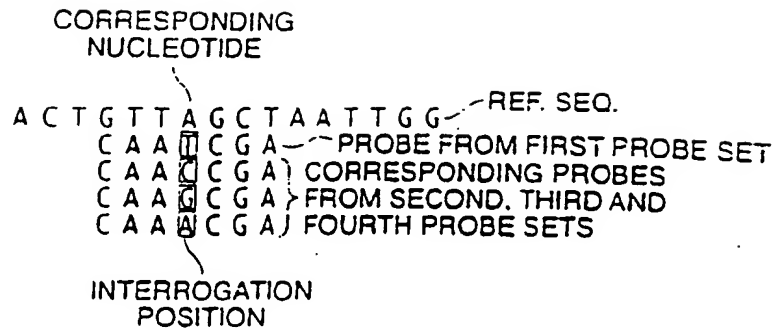 CORRESPONDING
NUCLEOTIDE
A C T G T T A G C T A A T T G G REF. SEQ.
C A A T C G A PROBE FROM FIRST PROBE SET
C A A C C G A CORRESPONDING PROBES
C A A G C G A FROM SECOND, THIRD AND
C A A A C G A FOURTH PROBE SETS
INTERROGATION
POSITION